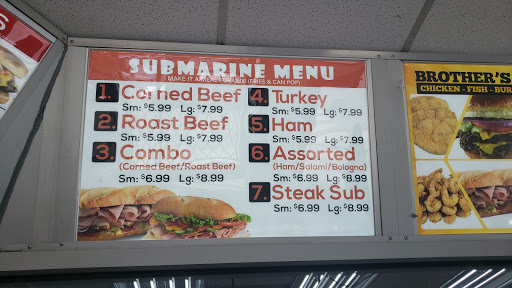 SUBMARINE MENU
MAKE IT A MEAL FOR (FRIES & CAN POP)
1. Corned Beef
Sm: $5.99 Lg: $7.99
2. Roast Beef
Sm: $5.99 Lg: $7.99
3. Combo
(Corned Beef/Roast Beef)
Sm: $6.99 Lg: $8.99
4. Turkey
Sm: $5.99 Lg: $7.99
5. Ham
Sm: $5.99 Lg: $7.99
6. Assorted
(Ham/Salami/Bologna)
Sm: $6.99 Lg: $8.99
7. Steak Sub
Sm: $6.99 Lg: $8.99
BROTHER'S
CHICKEN - FISH - BUR
S